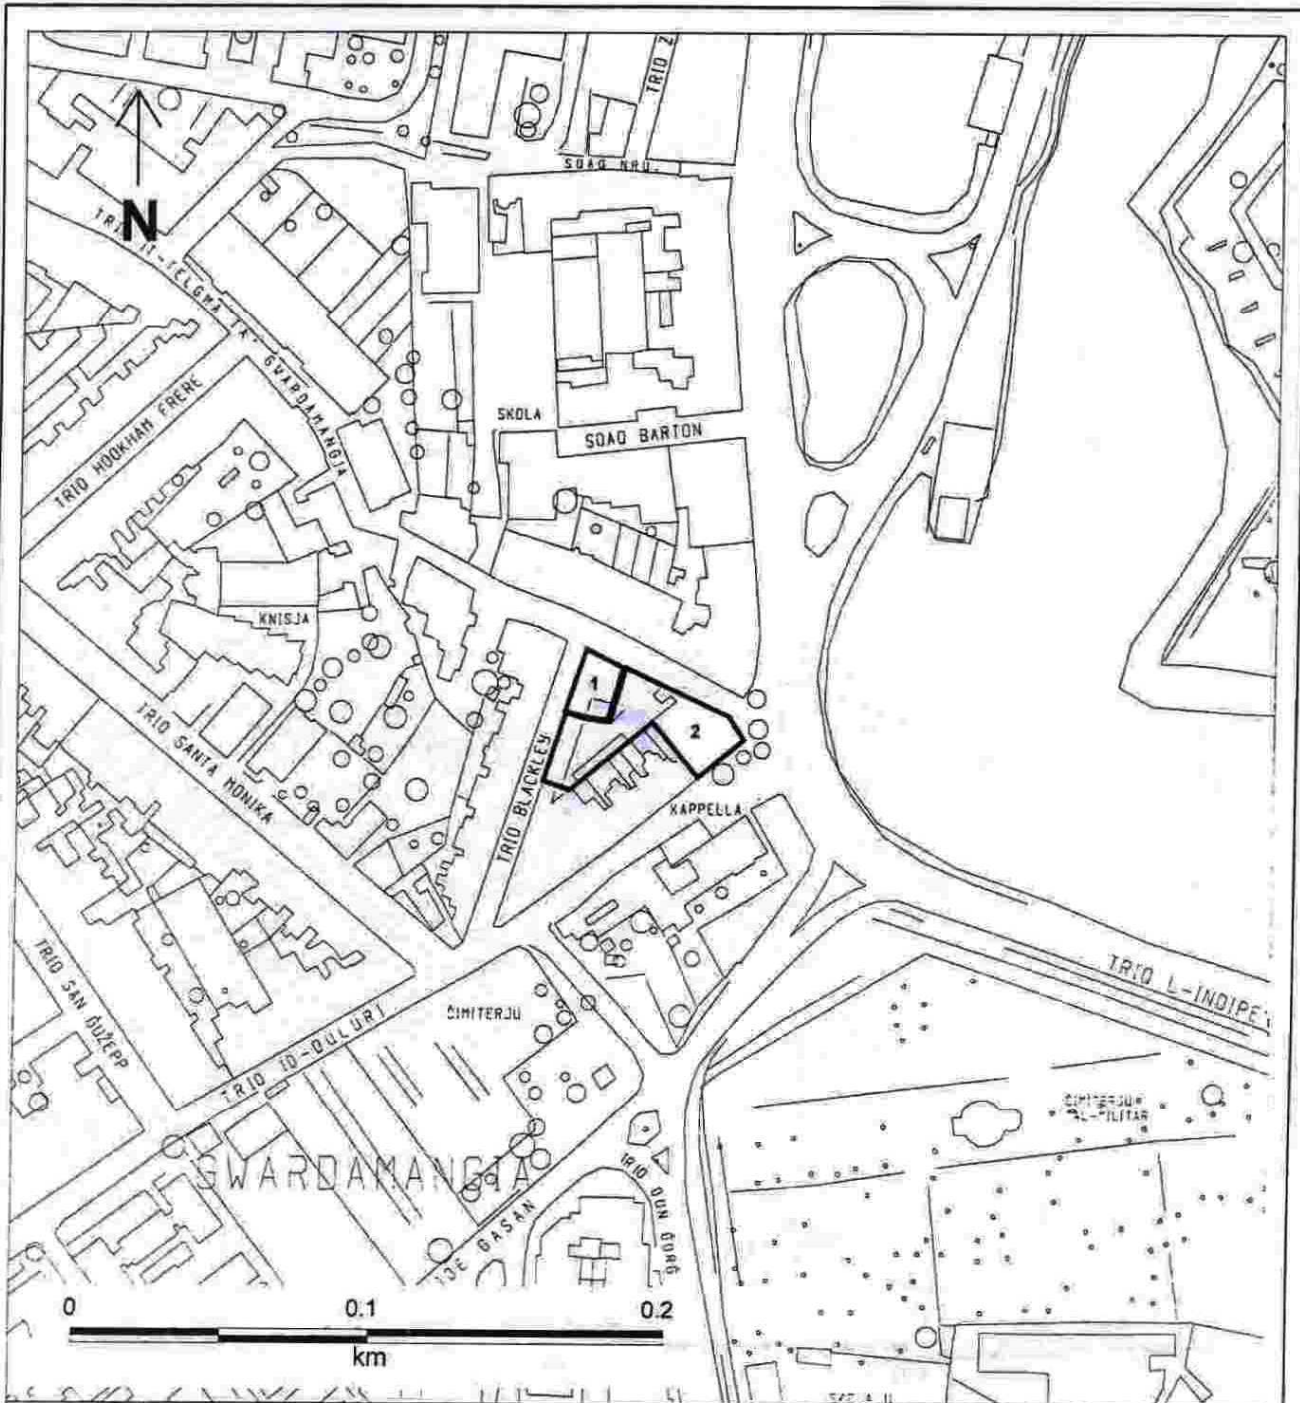 TRIQ Z
SQAQ NRU.
N
TRIQ IT-TELGHA TA' GWARDAMANGIA
TRIQ HOOKHAM FRERE
SKOLA
SQAQ BARTON
KNISJA
1
2
TRIQ SANTA MONIKA
TRIQ BLACKLEY
KAPPELLA
TRIQ SAN ĠUŻEPP
TRIQ L-INDIPE
ĊIMITERJU
TRIQ ID-DULURI
ĊIMITERJU
TAL-MILITAR
GWARDAMANGIA
TRIQ DUN ĠORĠ
GASAN
0 0.1 0.2
km